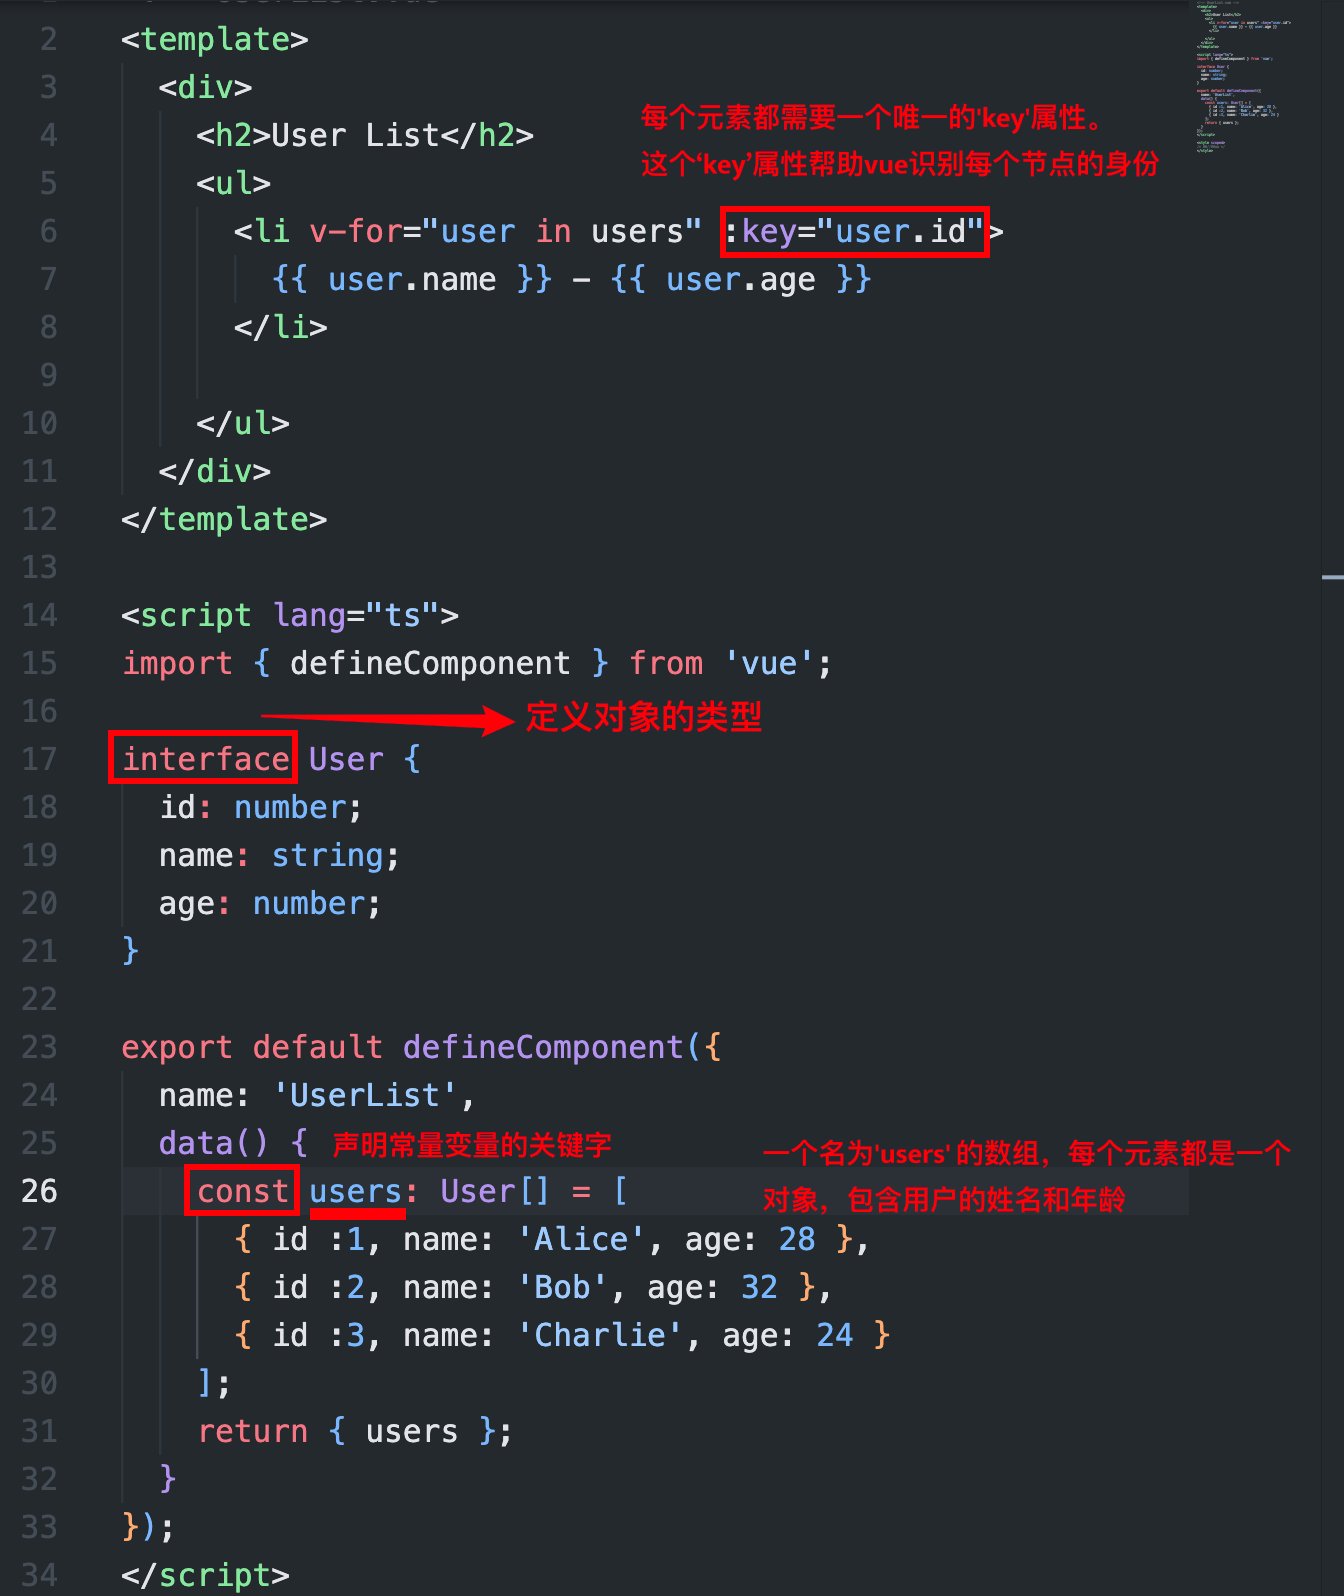 2 <template>
3 <div>
每个元素都需要一个唯一的'key'属性。
4 <h2>User List</h2>
这个‘key’属性帮助vue识别每个节点的身份
5 <ul>
6 <li v-for="user in users" :key="user.id">
7 {{ user.name }} - {{ user.age }}
8 </li>
9
10 </ul>
11 </div>
12 </template>
13
14 <script lang="ts">
15 import { defineComponent } from 'vue';
16
定义对象的类型
17 interface User {
18 id: number;
19 name: string;
20 age: number;
21 }
22
23 export default defineComponent({
24 name: 'UserList',
25 data() { 声明常量变量的关键字
一个名为'users' 的数组，每个元素都是一个
26 const users: User[] = [
对象，包含用户的姓名和年龄
27 { id :1, name: 'Alice', age: 28 },
28 { id :2, name: 'Bob', age: 32 },
29 { id :3, name: 'Charlie', age: 24 }
30 ];
31 return { users };
32 }
33 });
34 </script>